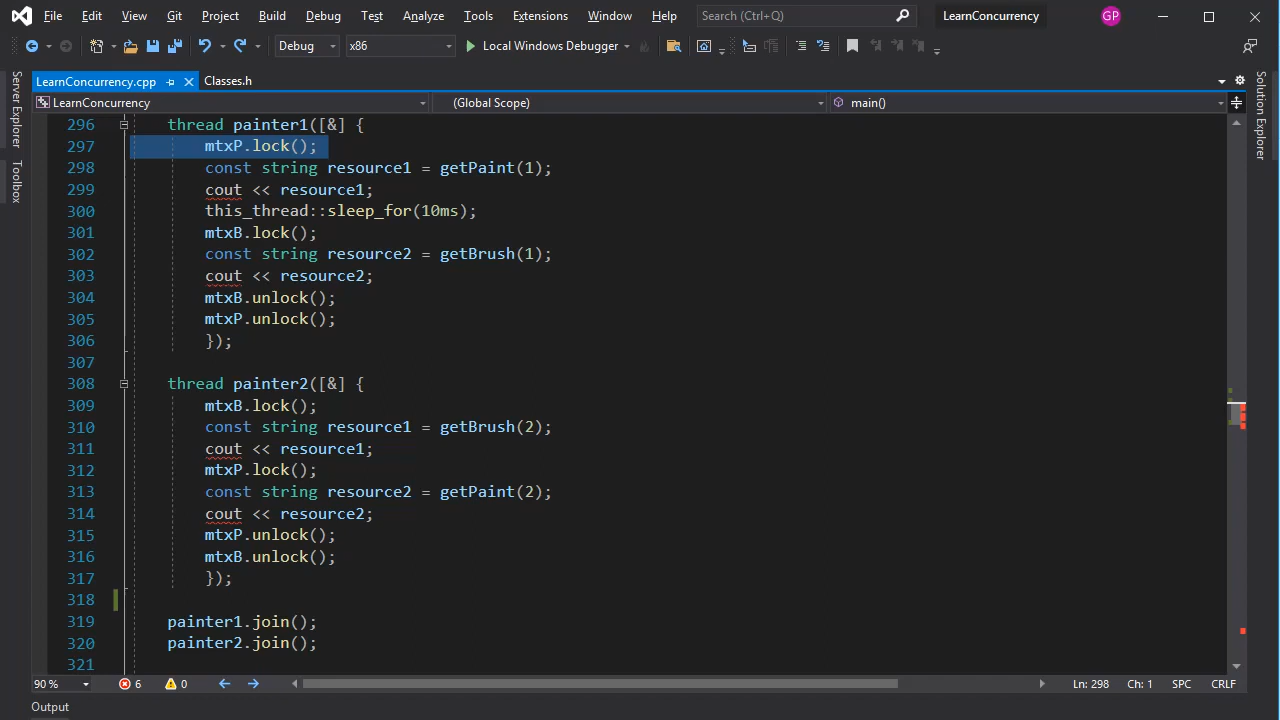 File Edit View Git Project Build Debug Test Analyze Tools Extensions Window Help Search (Ctrl+Q) LearnConcurrency GP
Debug x86 Local Windows Debugger
LearnConcurrency.cpp Classes.h
LearnConcurrency (Global Scope) main()
Server Explorer
Toolbox
Solution Explorer
296 thread painter1([&] {
297 mtxP.lock();
298 const string resource1 = getPaint(1);
299 cout << resource1;
300 this_thread::sleep_for(10ms);
301 mtxB.lock();
302 const string resource2 = getBrush(1);
303 cout << resource2;
304 mtxB.unlock();
305 mtxP.unlock();
306 });
307
308 thread painter2([&] {
309 mtxB.lock();
310 const string resource1 = getBrush(2);
311 cout << resource1;
312 mtxP.lock();
313 const string resource2 = getPaint(2);
314 cout << resource2;
315 mtxP.unlock();
316 mtxB.unlock();
317 });
318
319 painter1.join();
320 painter2.join();
321
90 % 6 0 Ln: 298 Ch: 1 SPC CRLF
Output